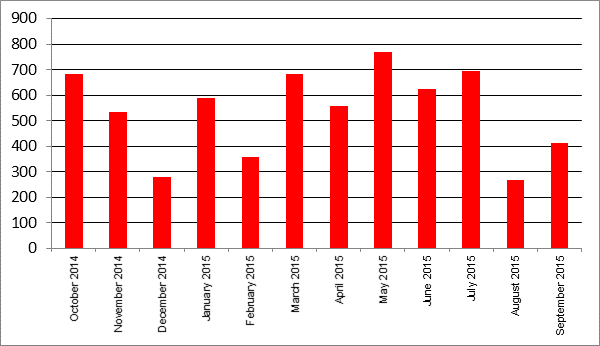 900
800
700
600
500
400
300
200
100
0
October 2014
November 2014
December 2014
January 2015
February 2015
March 2015
April 2015
May 2015
June 2015
July 2015
August 2015
September 2015